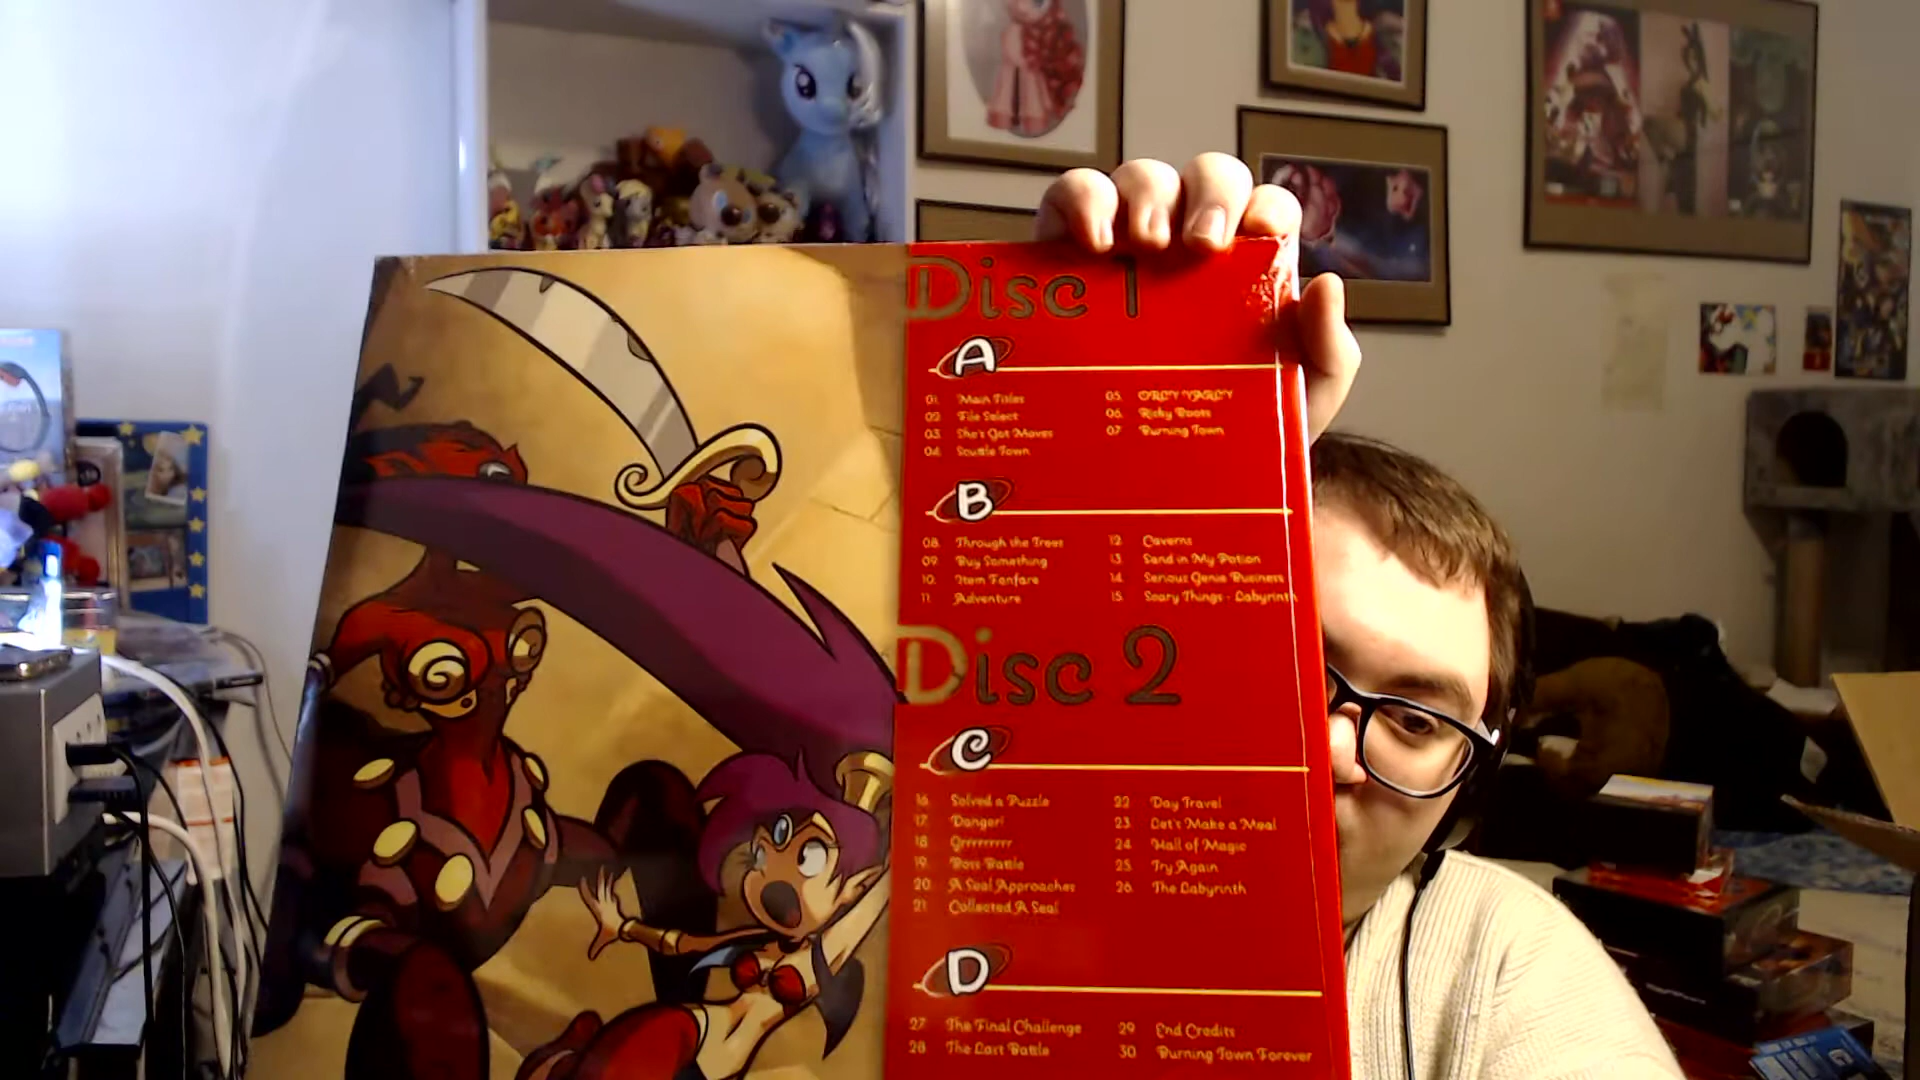 Disc 1
A
01. Main Titles
02. File Select
03. She's Got Moves
04. Scuttle Town
05. ORLY YARLY
06. Risky Boots
07. Burning Town
B
08. Through the Trees
09. Buy Something
10. Item Fanfare
11. Adventure
12. Caverns
13. Sand in My Potion
14. Serious Genie Business
15. Scary Things - Labyrinth
Disc 2
C
16. Solved a Puzzle
17. Danger!
18. Grrrrrrrrr
19. Boss Battle
20. A Seal Approaches
21. Collected A Seal
22. Day Travel
23. Let's Make a Meal
24. Hall of Magic
25. Try Again
26. The Labyrinth
D
27 The Final Challenge
28 The Last Battle
29 End Credits
30 Burning Town Forever